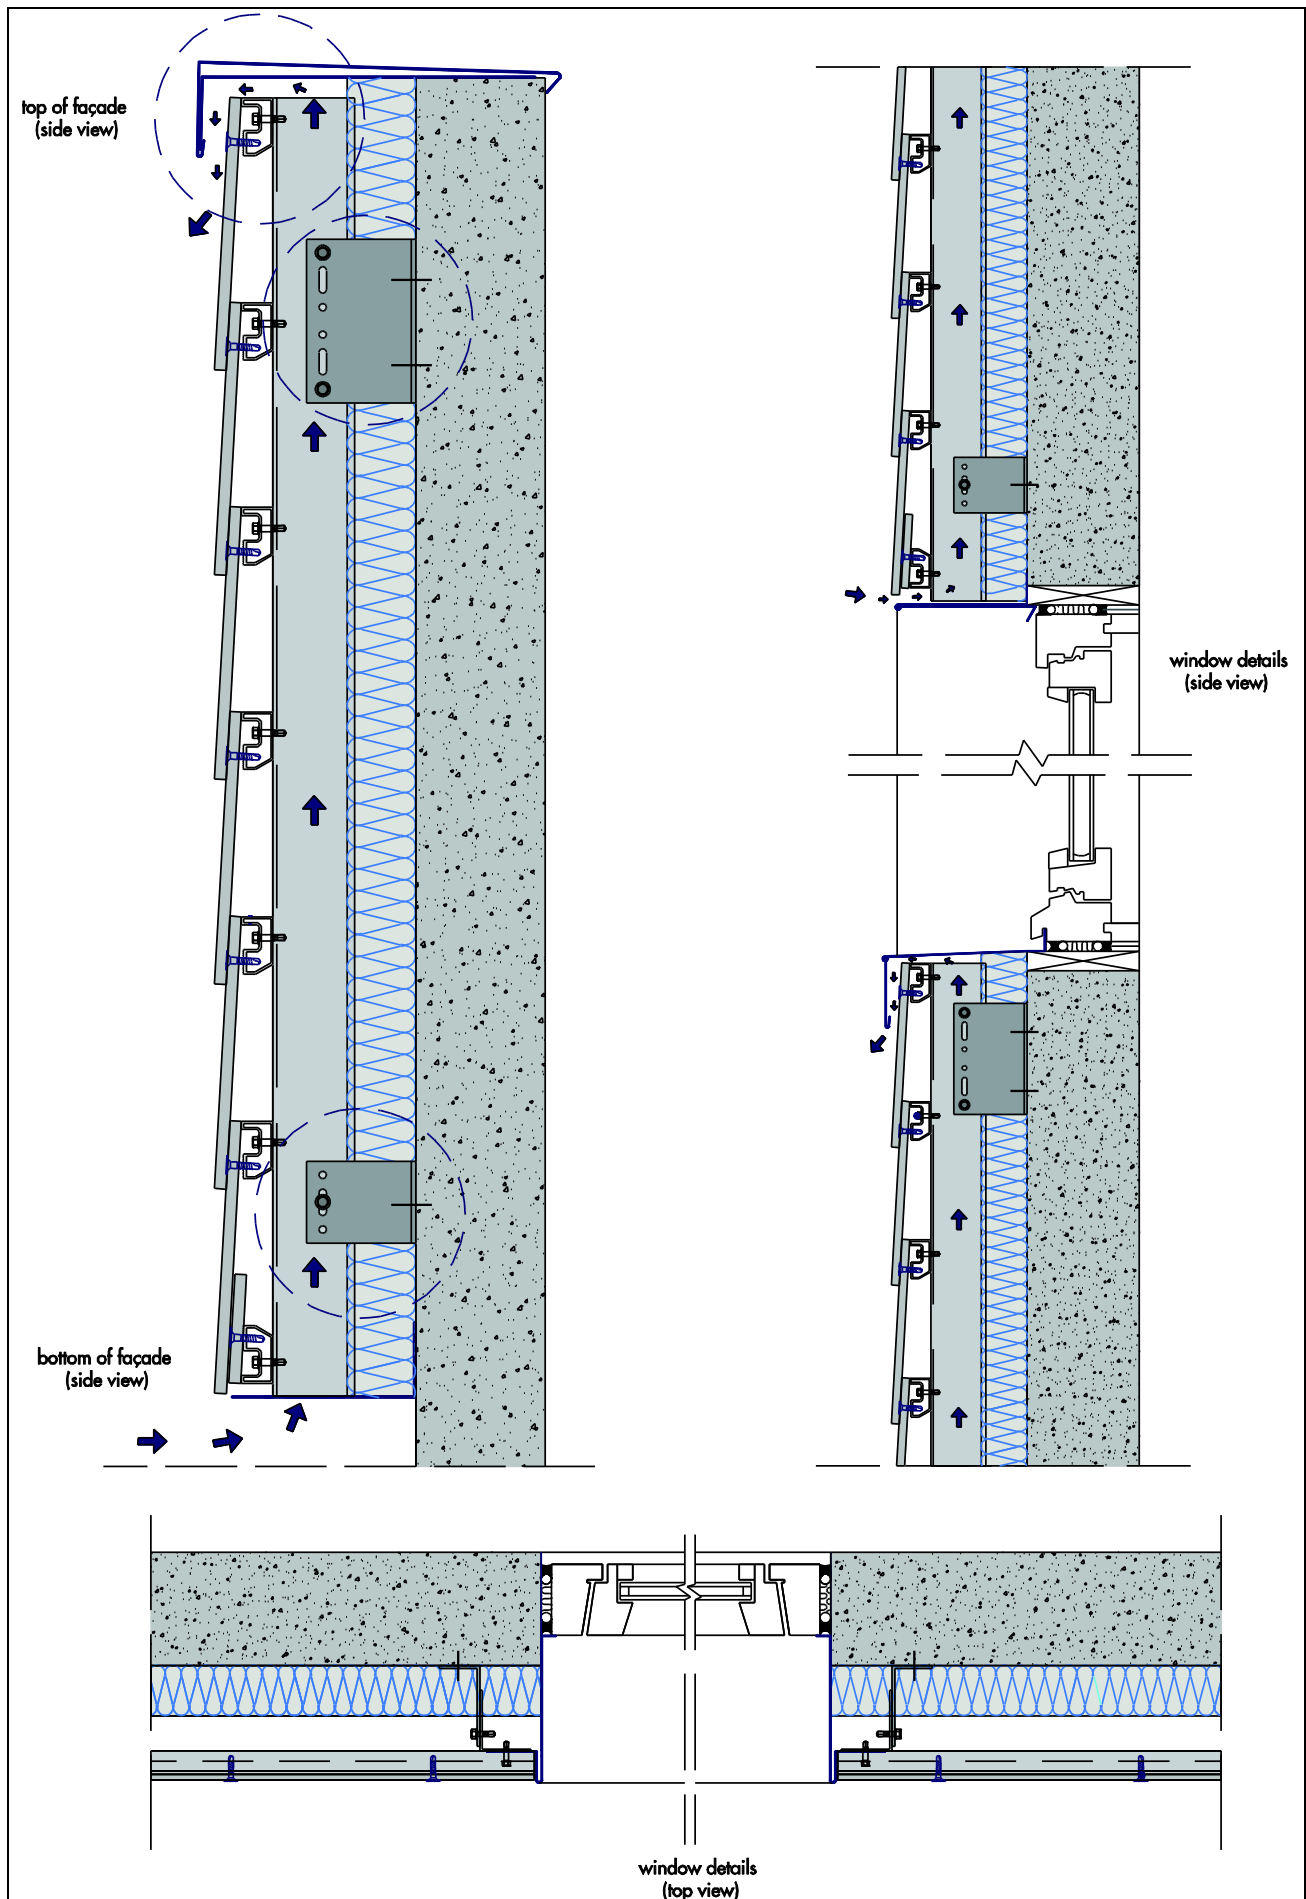 top of façade
(side view)
window details
(side view)
bottom of façade
(side view)
window details
(top view)